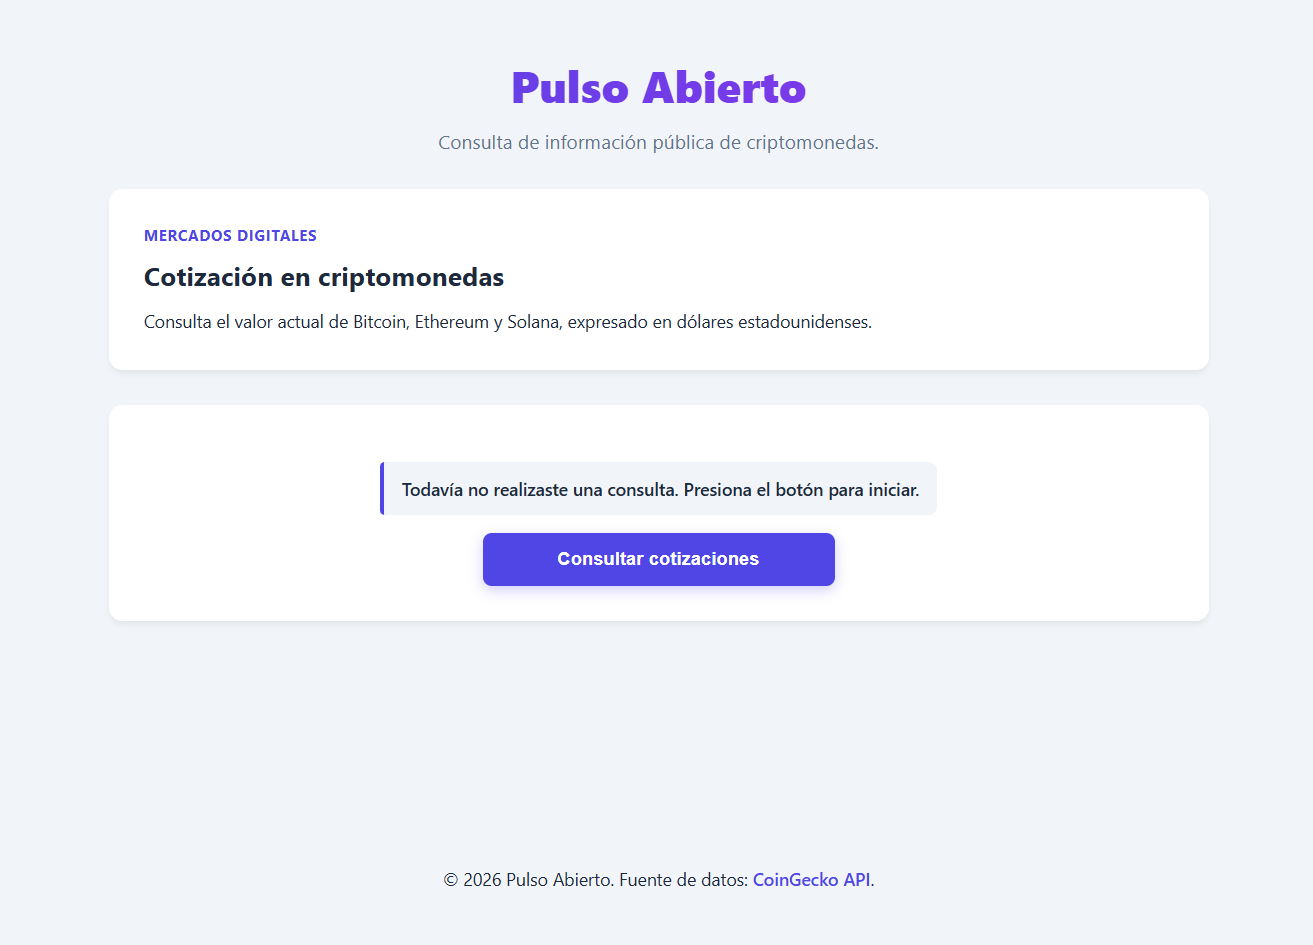 Pulso Abierto
Consulta de información pública de criptomonedas.
MERCADOS DIGITALES
Cotización en criptomonedas
Consulta el valor actual de Bitcoin, Ethereum y Solana, expresado en dólares estadounidenses.
Todavía no realizaste una consulta. Presiona el botón para iniciar.
Consultar cotizaciones
© 2026 Pulso Abierto. Fuente de datos: CoinGecko API.